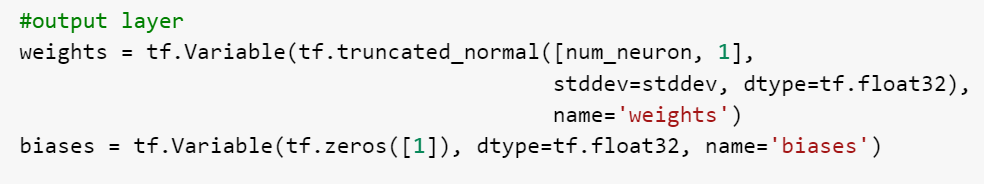 #output layer
weights = tf.Variable(tf.truncated_normal([num_neuron, 1],
stddev=stddev, dtype=tf.float32),
name='weights')
biases = tf.Variable(tf.zeros([1]), dtype=tf.float32, name='biases')